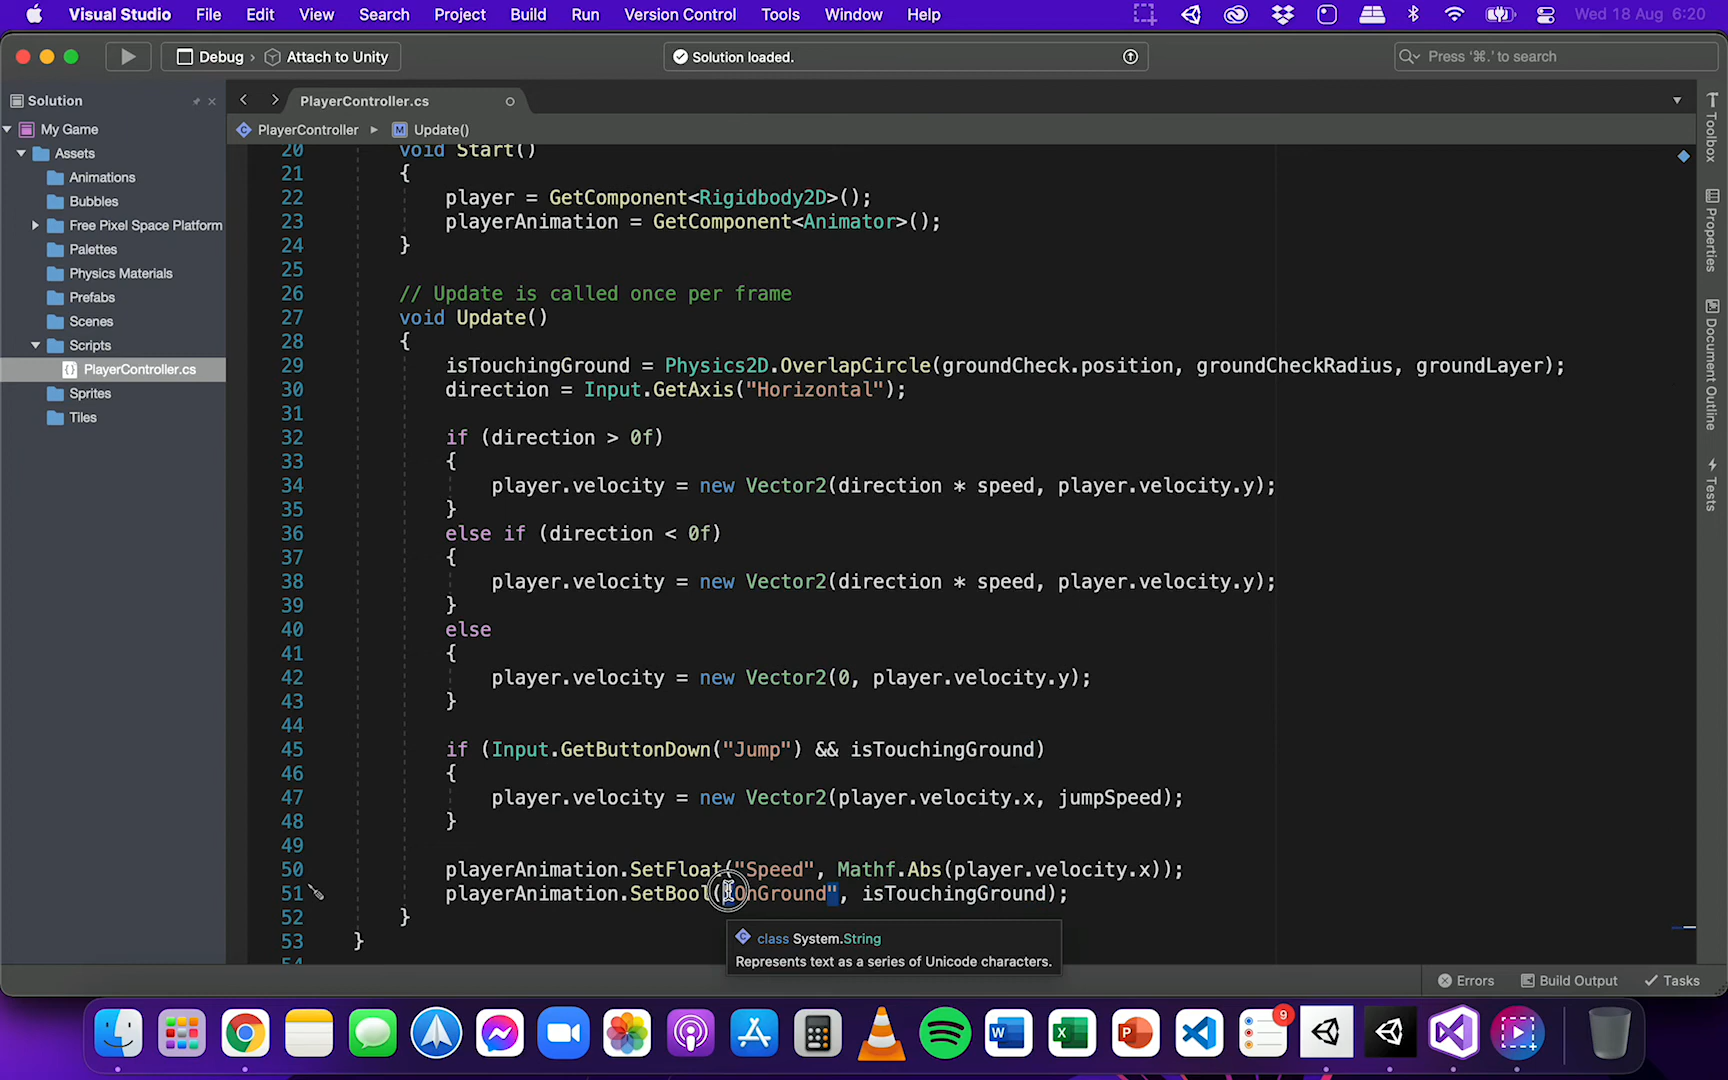 Visual Studio File Edit View Search Project Build Run Version Control Tools Window Help Wed 18 Aug 6:20
Debug › Attach to Unity
Solution loaded.
Press '⌘.' to search
Solution
My Game
Assets
Animations
Bubbles
Free Pixel Space Platform
Palettes
Physics Materials
Prefabs
Scenes
Scripts
PlayerController.cs
Sprites
Tiles
PlayerController.cs
PlayerController Update()
20 void Start()
21 {
22 player = GetComponent<Rigidbody2D>();
23 playerAnimation = GetComponent<Animator>();
24 }
25
26 // Update is called once per frame
27 void Update()
28 {
29 isTouchingGround = Physics2D.OverlapCircle(groundCheck.position, groundCheckRadius, groundLayer);
30 direction = Input.GetAxis("Horizontal");
31
32 if (direction > 0f)
33 {
34 player.velocity = new Vector2(direction * speed, player.velocity.y);
35 }
36 else if (direction < 0f)
37 {
38 player.velocity = new Vector2(direction * speed, player.velocity.y);
39 }
40 else
41 {
42 player.velocity = new Vector2(0, player.velocity.y);
43 }
44
45 if (Input.GetButtonDown("Jump") && isTouchingGround)
46 {
47 player.velocity = new Vector2(player.velocity.x, jumpSpeed);
48 }
49
50 playerAnimation.SetFloat("Speed", Mathf.Abs(player.velocity.x));
51 playerAnimation.SetBool("OnGround", isTouchingGround);
52 }
53 }
54
class System.String
Represents text as a series of Unicode characters.
Toolbox
Properties
Document Outline
Tests
Errors Build Output Tasks
9